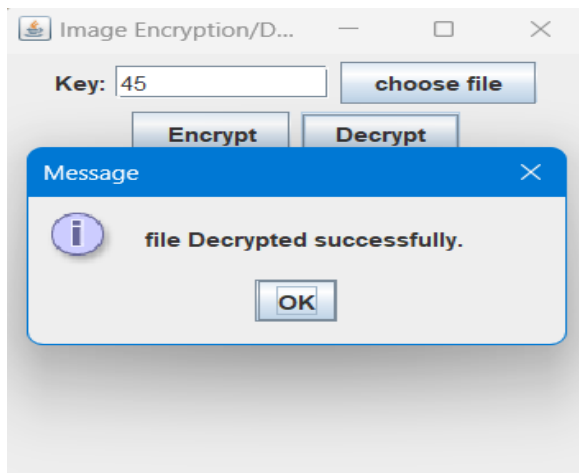 Image Encryption/D...
Key: 45 choose file
Encrypt Decrypt
Message
i file Decrypted successfully.
OK